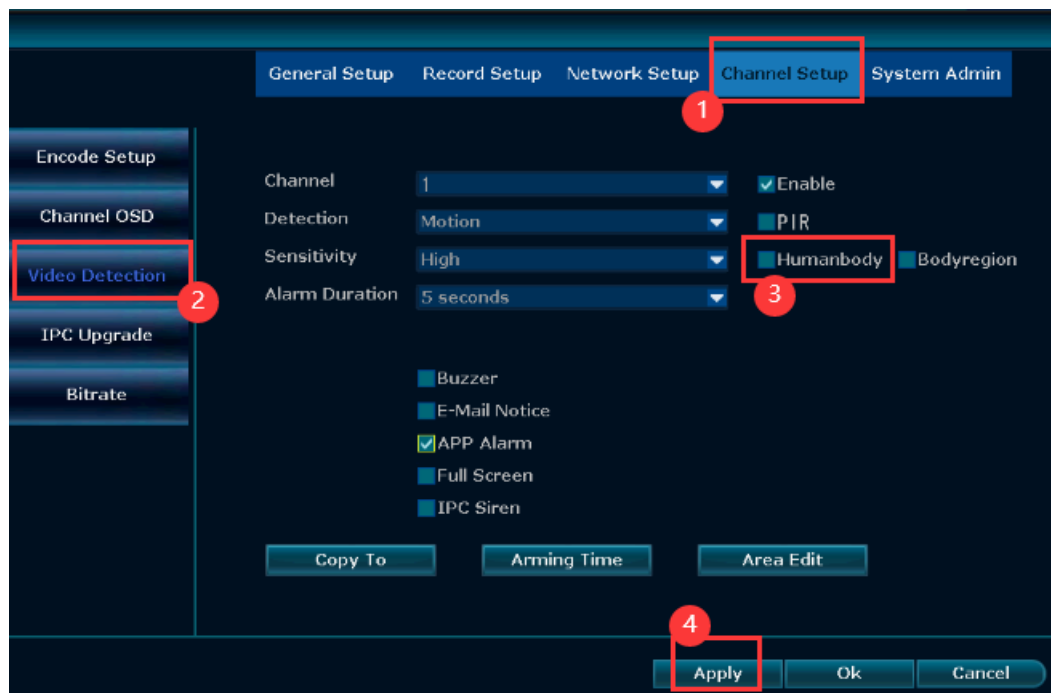 General Setup Record Setup Network Setup Channel Setup System Admin
1
Encode Setup
Channel OSD
Video Detection
2
IPC Upgrade
Bitrate
Channel 1 Enable
Detection Motion PIR
Sensitivity High Humanbody Bodyregion
3
Alarm Duration 5 seconds
Buzzer
E-Mail Notice
APP Alarm
Full Screen
IPC Siren
Copy To Arming Time Area Edit
4
Apply Ok Cancel